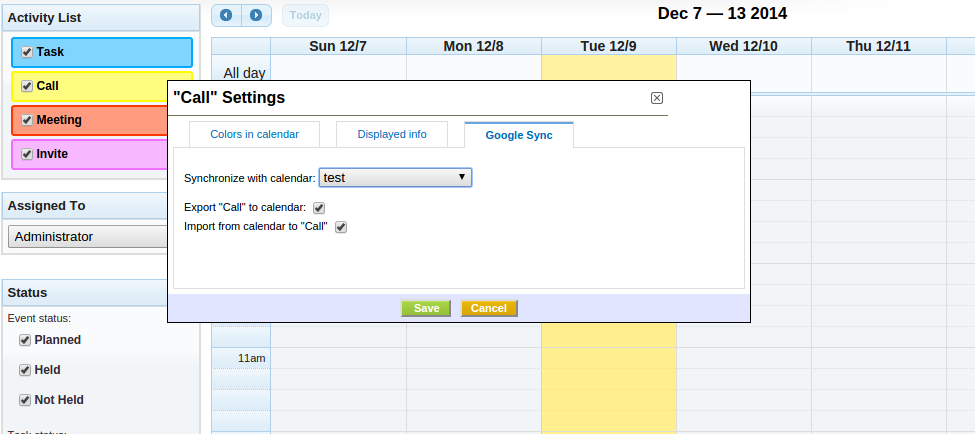 Activity List
Task
Call
Meeting
Invite
Assigned To
Administrator
Status
Event status:
Planned
Held
Not Held
Today
Dec 7 — 13 2014
Sun 12/7 Mon 12/8 Tue 12/9 Wed 12/10 Thu 12/11
All day
"Call" Settings
Colors in calendar Displayed info Google Sync
Synchronize with calendar: test
Export "Call" to calendar:
Import from calendar to "Call"
Save Cancel
11am